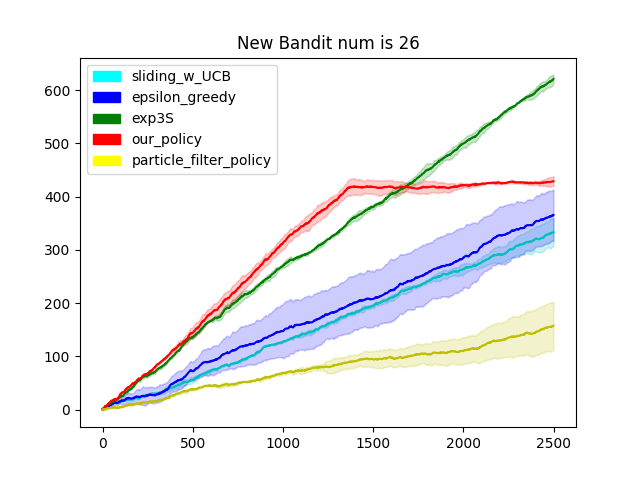 New Bandit num is 26
sliding_w_UCB
epsilon_greedy
exp3S
our_policy
particle_filter_policy
600
500
400
300
200
100
0
0 500 1000 1500 2000 2500